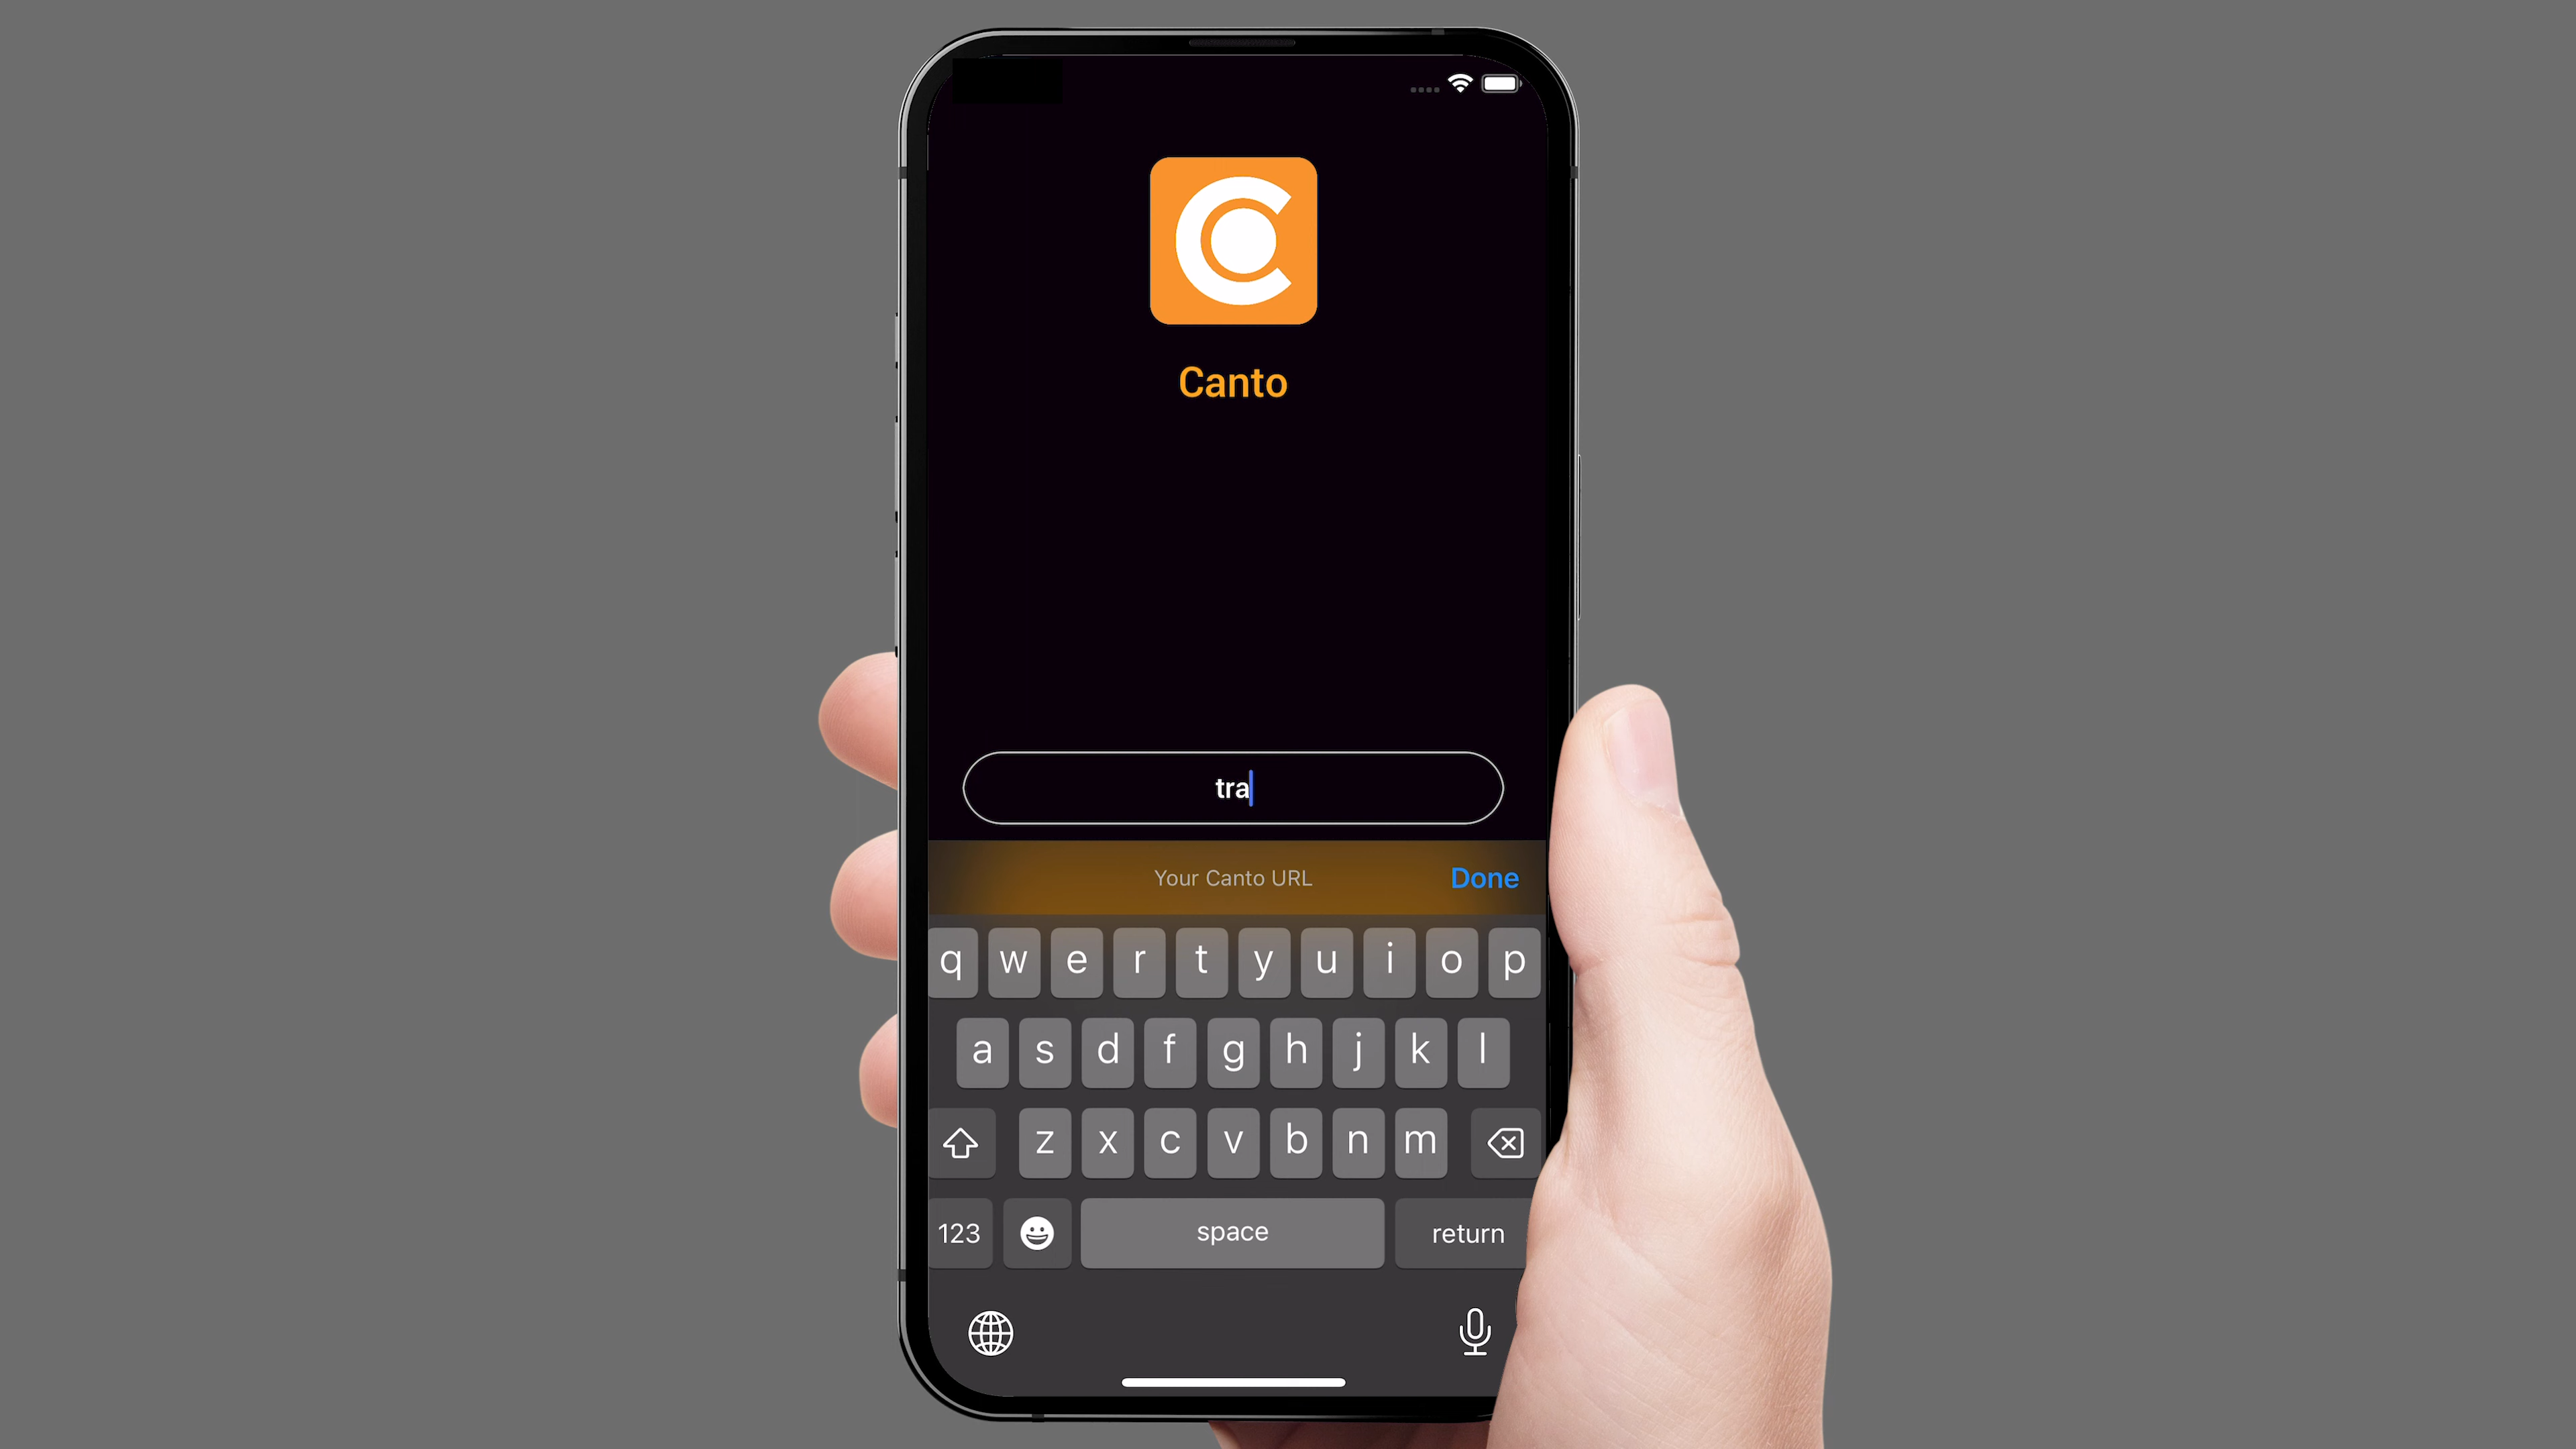 Canto
tra
Your Canto URL
Done
q w e r t y u i o p
a s d f g h j k l
z x c v b n m
123
space
return